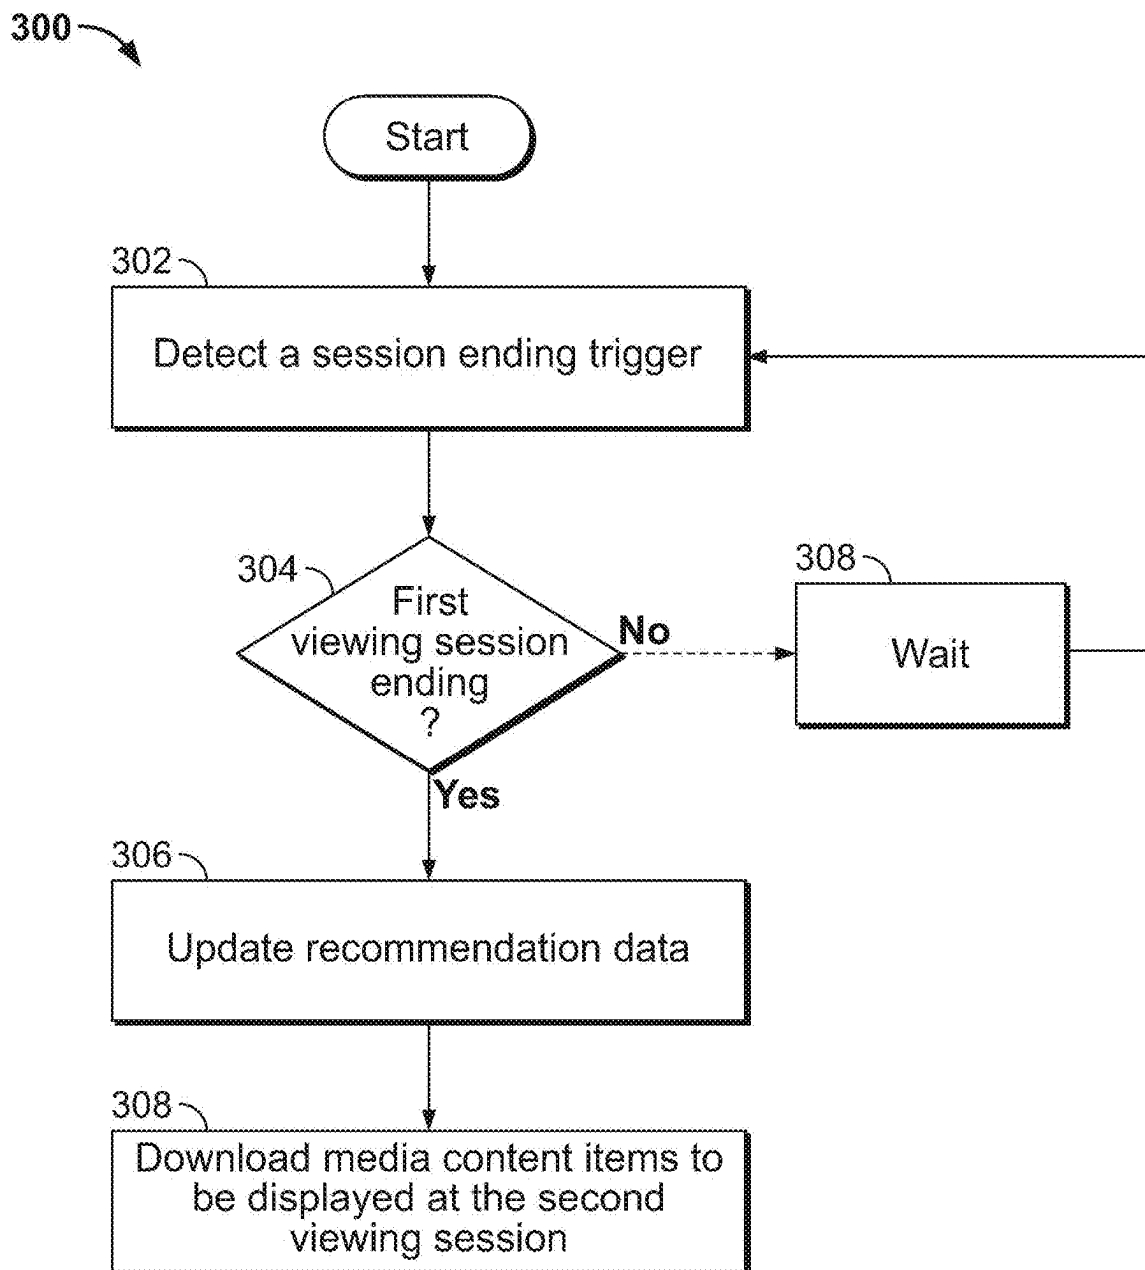 300
Start
302
Detect a session ending trigger
304
First
viewing session
ending
?
No
308
Wait
Yes
306
Update recommendation data
308
Download media content items to
be displayed at the second
viewing session